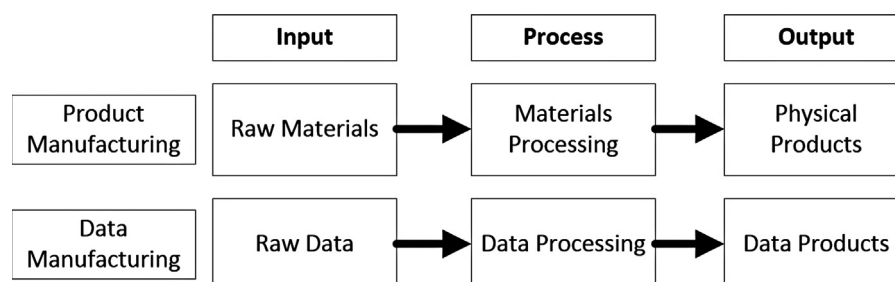 Input
Process
Output
Product
Manufacturing
Raw Materials
Materials
Processing
Physical
Products
Data
Manufacturing
Raw Data
Data Processing
Data Products